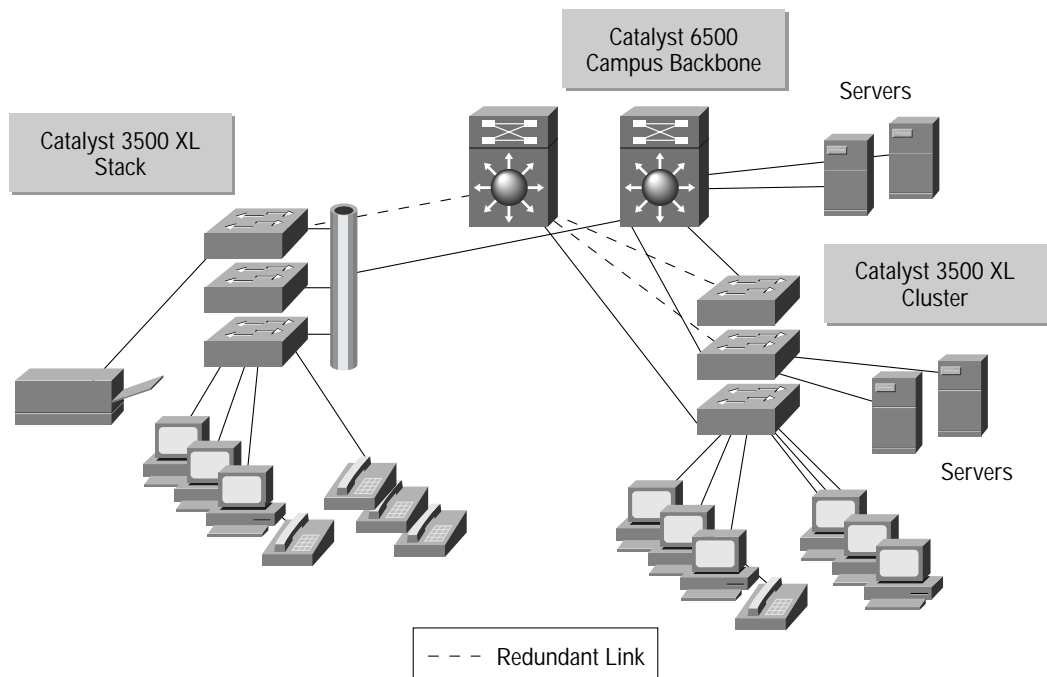 Catalyst 6500
Campus Backbone
Servers
Catalyst 3500 XL
Stack
Catalyst 3500 XL
Cluster
Servers
Redundant Link